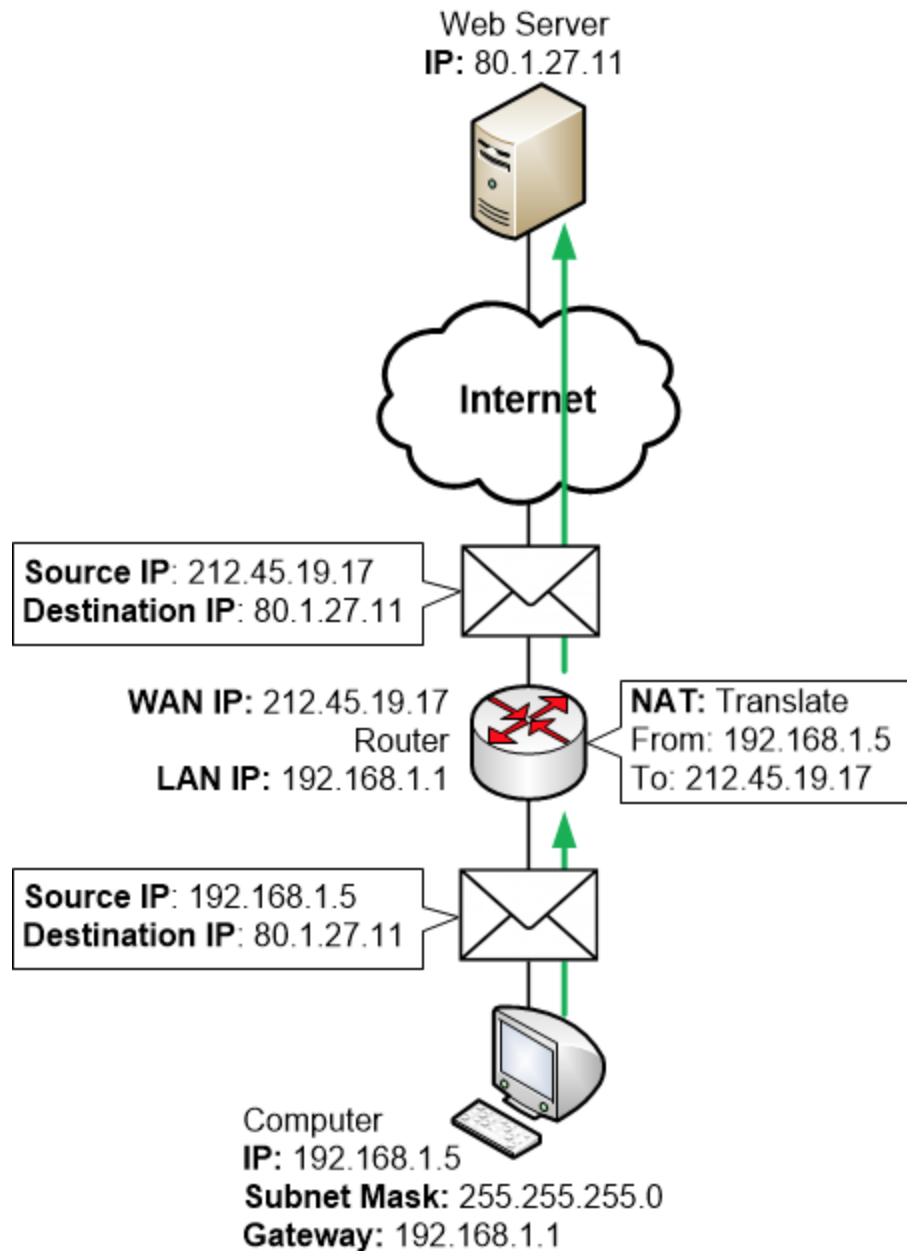 Web Server
IP: 80.1.27.11
Internet
Source IP: 212.45.19.17
Destination IP: 80.1.27.11
WAN IP: 212.45.19.17
Router
LAN IP: 192.168.1.1
NAT: Translate
From: 192.168.1.5
To: 212.45.19.17
Source IP: 192.168.1.5
Destination IP: 80.1.27.11
Computer
IP: 192.168.1.5
Subnet Mask: 255.255.255.0
Gateway: 192.168.1.1